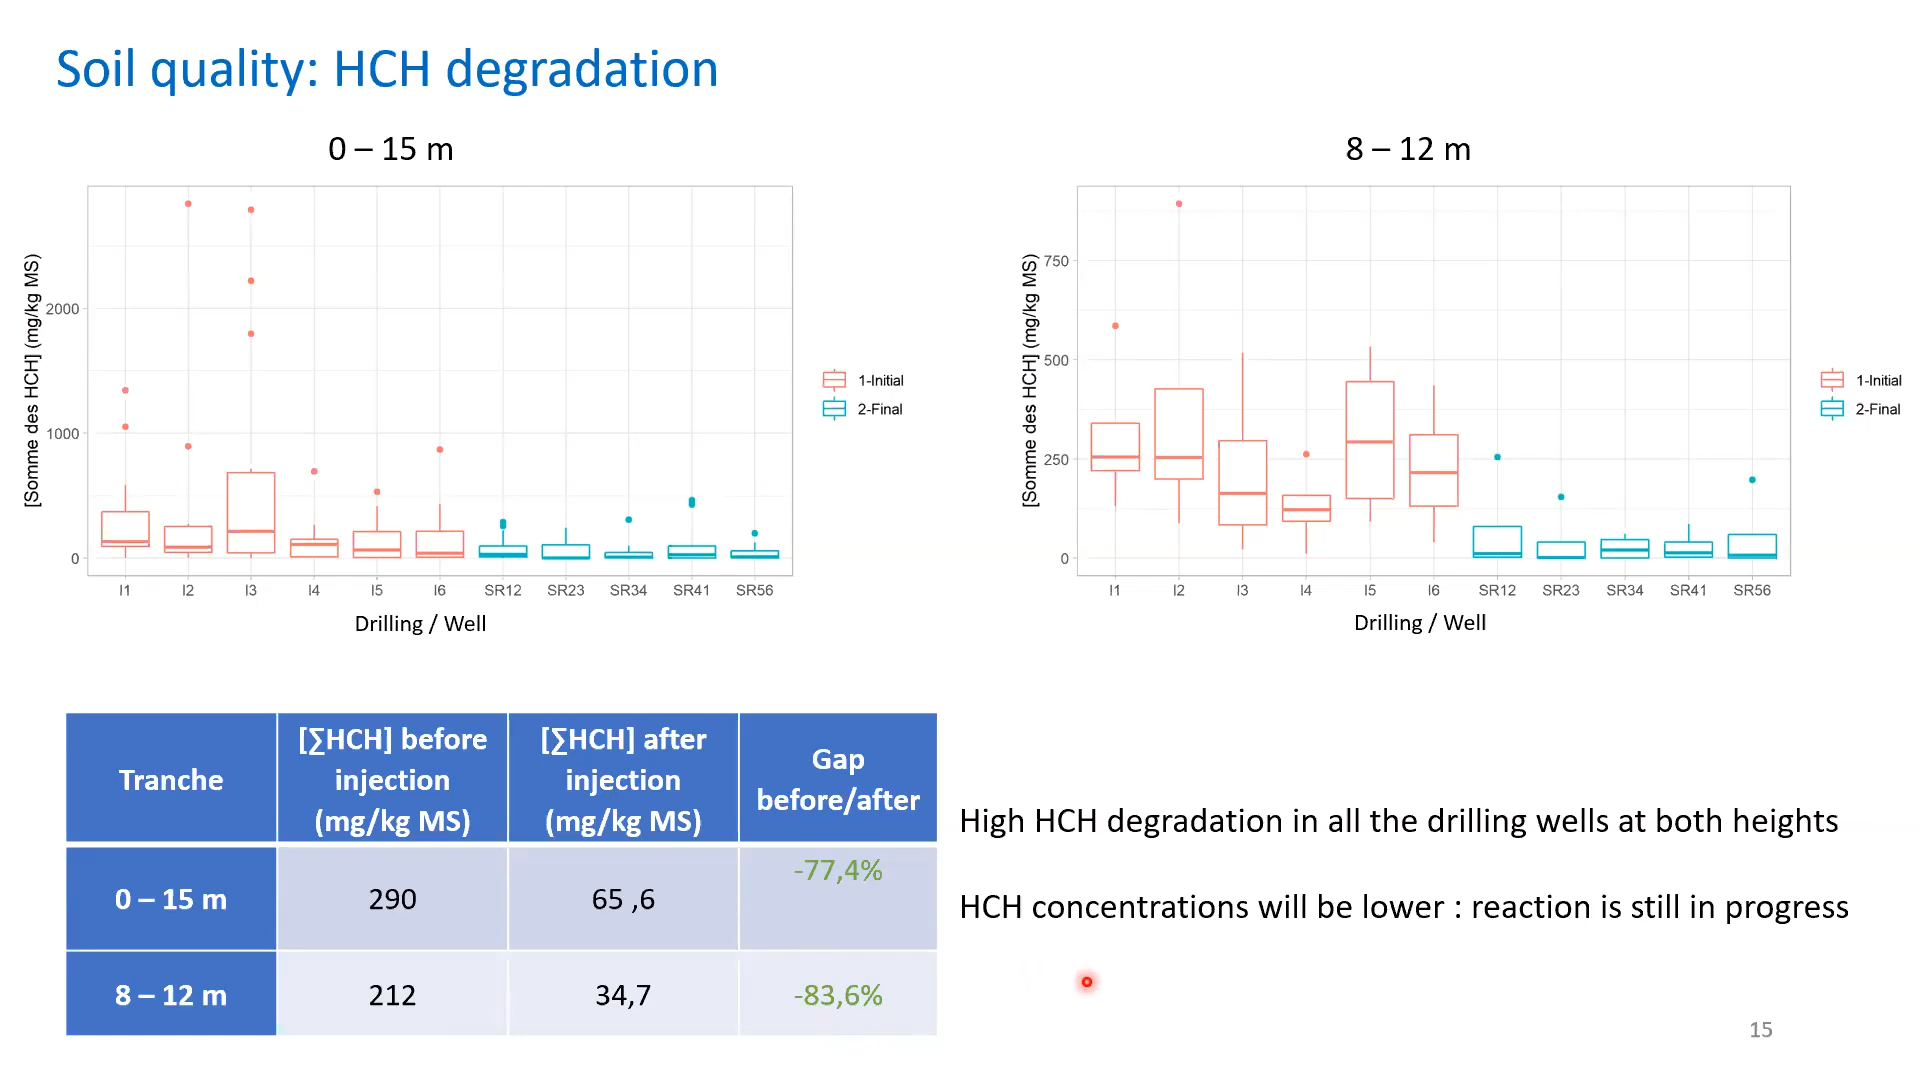 Soil quality: HCH degradation
0 – 15 m
[Somme des HCH] (mg/kg MS)
2000
1000
0
I1 I2 I3 I4 I5 I6 SR12 SR23 SR34 SR41 SR56
Drilling / Well
1-Initial
2-Final
8 – 12 m
[Somme des HCH] (mg/kg MS)
750
500
250
0
I1 I2 I3 I4 I5 I6 SR12 SR23 SR34 SR41 SR56
Drilling / Well
1-Initial
2-Final
Tranche
[∑HCH] before
injection
(mg/kg MS)
[∑HCH] after
injection
(mg/kg MS)
Gap
before/after
0 – 15 m
290
65 ,6
-77,4%
8 – 12 m
212
34,7
-83,6%
High HCH degradation in all the drilling wells at both heights
HCH concentrations will be lower : reaction is still in progress
15